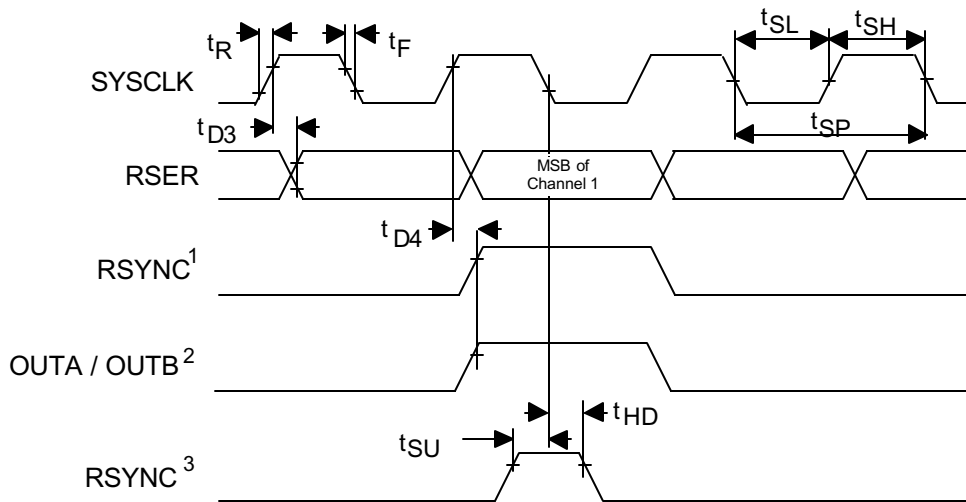 tSL tSH
tR tF
SYSCLK
tSP
tD3
RSER MSB of
Channel 1
tD4
RSYNC1
OUTA / OUTB2
tHD
tSU
RSYNC3